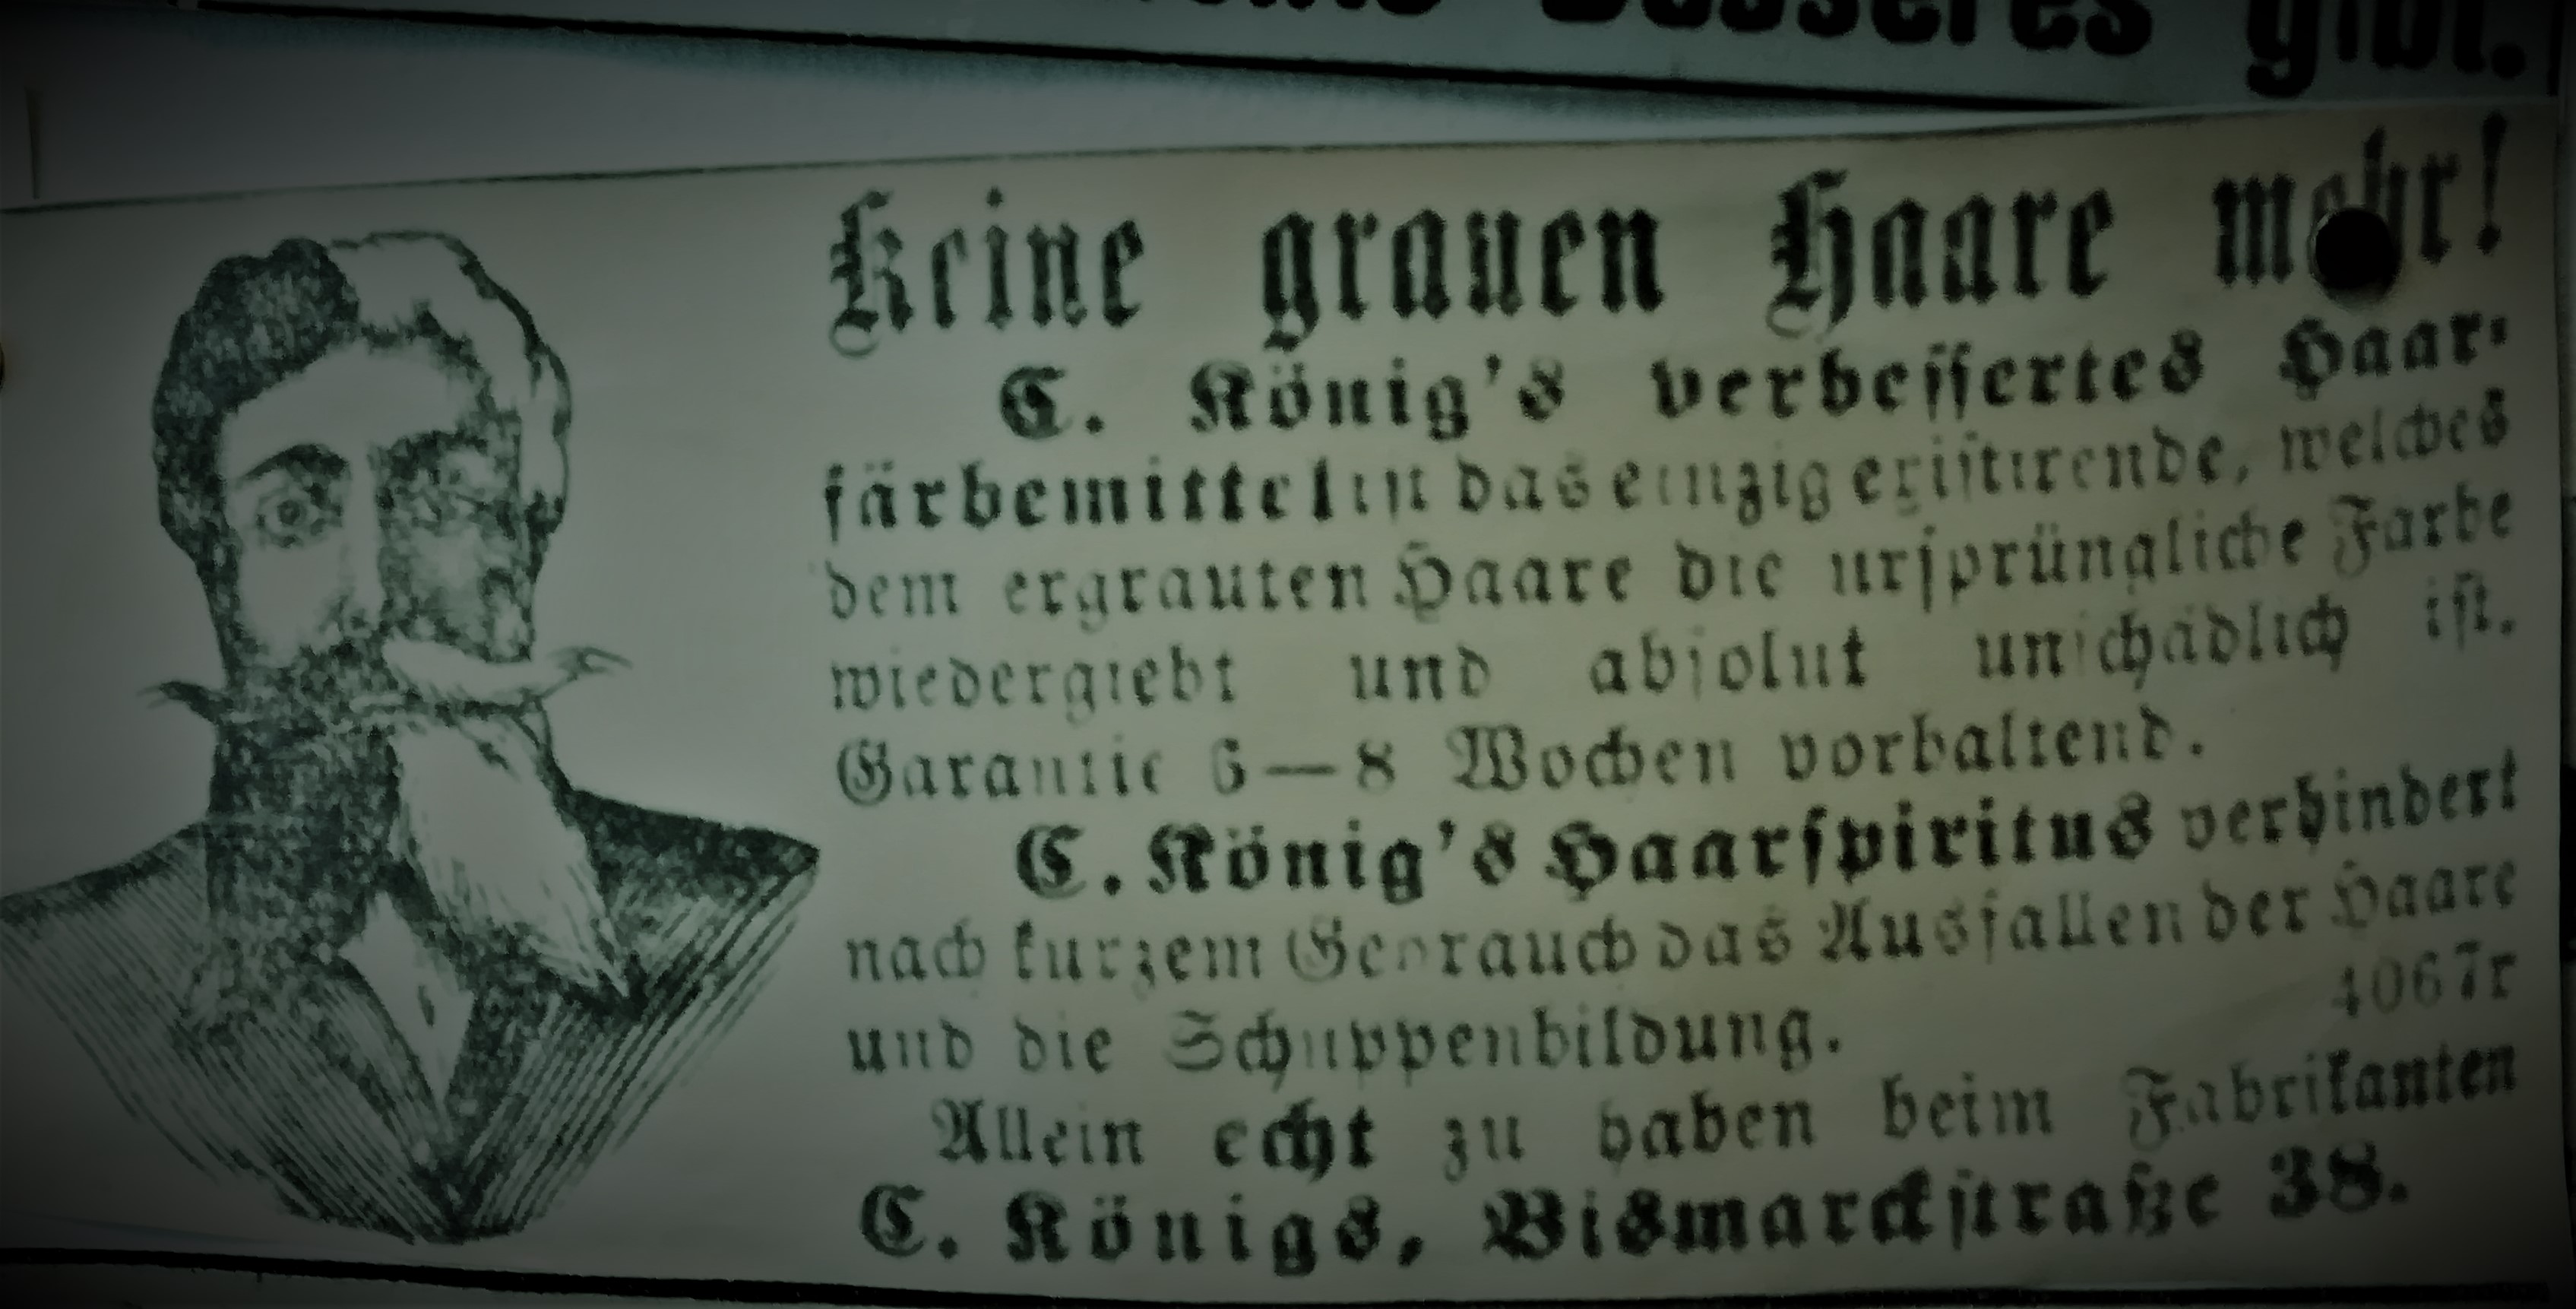 Besseres gibt.
Keine grauen Haare mehr!
C. König's verbessertes Haar-
färbemittel ist das einzig existirende, welches
dem ergrauten Haare die ursprüngliche Farbe
wiedergiebt und absolut unschädlich ist.
Garantie 6—8 Wochen vorhaltend.
C. König's Haarspiritus verhindert
nach kurzem Gebrauch das Ausfallen der Haare
und die Schuppenbildung. 4067r
Allein echt zu haben beim Fabrikanten
C. Königs, Bismarckstraße 38.